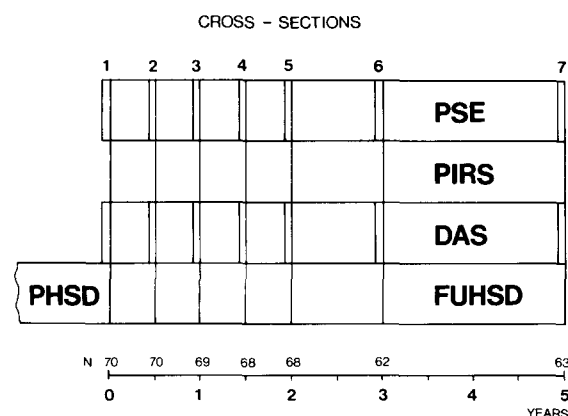 CROSS - SECTIONS
1 2 3 4 5 6 7
PSE
PIRS
DAS
PHSD FUHSD
N 70 70 69 68 68 62 63
0 1 2 3 4 5
YEARS